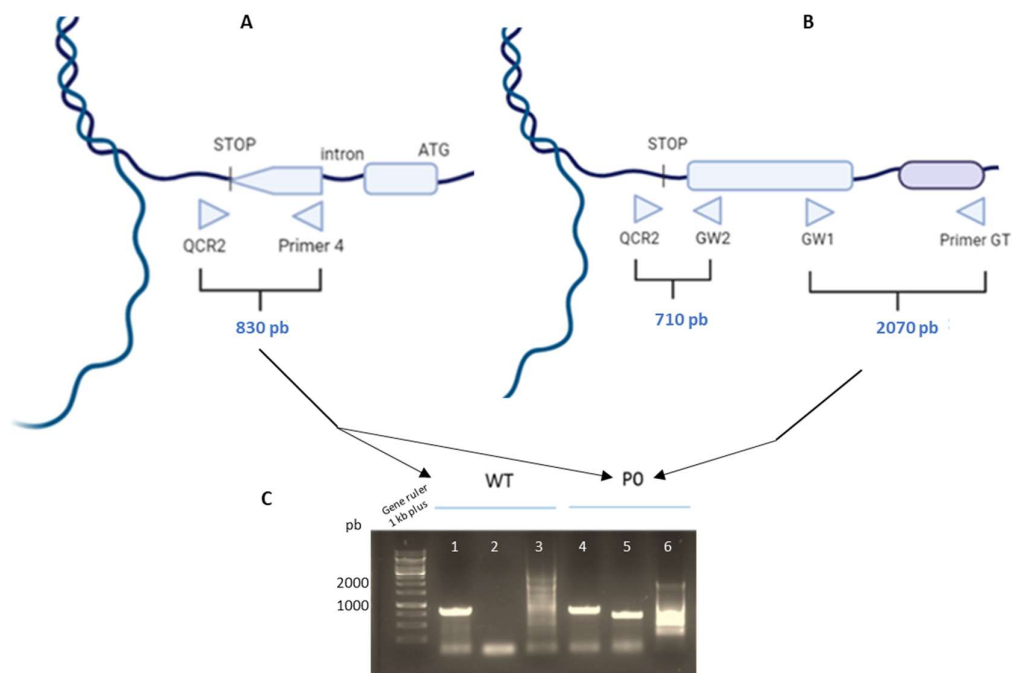 A
B
STOP
intron
ATG
QCR2
Primer 4
830 pb
STOP
QCR2
GW2
GW1
Primer GT
710 pb
2070 pb
C
WT
P0
Gene ruler
1 kb plus
pb
1 2 3 4 5 6
2000
1000